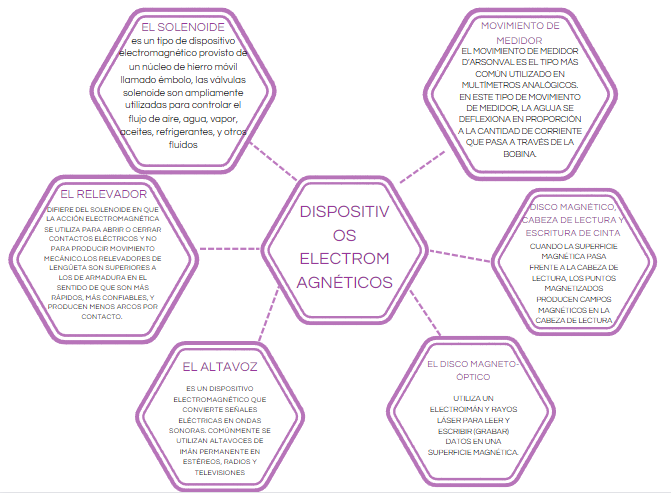 EL SOLENOIDE
es un tipo de dispositivo
electromagnético provisto de
un núcleo de hierro móvil
llamado émbolo, las válvulas
solenoide son ampliamente
utilizadas para controlar el
flujo de aire, agua, vapor,
aceites, refrigerantes, y otros
fluidos
MOVIMIENTO DE
MEDIDOR
EL MOVIMIENTO DE MEDIDOR
D'ARSONVAL ES EL TIPO MÁS
COMÚN UTILIZADO EN
MULTÍMETROS ANALÓGICOS.
EN ESTE TIPO DE MOVIMIENTO
DE MEDIDOR, LA AGUJA SE
DEFLEXIONA EN PROPORCIÓN
A LA CANTIDAD DE CORRIENTE
QUE PASA A TRAVÉS DE LA
BOBINA.
EL RELEVADOR
DIFIERE DEL SOLENOIDE EN QUE
LA ACCIÓN ELECTROMAGNÉTICA
SE UTILIZA PARA ABRIR O CERRAR
CONTACTOS ELÉCTRICOS Y NO
PARA PRODUCIR MOVIMIENTO
MECÁNICO.LOS RELEVADORES DE
LENGÜETA SON SUPERIORES A
LOS DE ARMADURA EN EL
SENTIDO DE QUE SON MÁS
RÁPIDOS, MÁS CONFIABLES, Y
PRODUCEN MENOS ARCOS POR
CONTACTO.
DISPOSITIV
OS
ELECTROM
AGNÉTICOS
DISCO MAGNÉTICO,
CABEZA DE LECTURA Y
ESCRITURA DE CINTA
CUANDO LA SUPERFICIE
MAGNÉTICA PASA
FRENTE A LA CABEZA DE
LECTURA, LOS PUNTOS
MAGNETIZADOS
PRODUCEN CAMPOS
MAGNÉTICOS EN LA
CABEZA DE LECTURA
EL ALTAVOZ
ES UN DISPOSITIVO
ELECTROMAGNÉTICO QUE
CONVIERTE SEÑALES
ELÉCTRICAS EN ONDAS
SONORAS. COMÚNMENTE SE
UTILIZAN ALTAVOCES DE
IMÁN PERMANENTE EN
ESTÉREOS, RADIOS Y
TELEVISIONES
EL DISCO MAGNETO-
ÓPTICO
UTILIZA UN
ELECTROIMÁN Y RAYOS
LÁSER PARA LEER Y
ESCRIBIR (GRABAR)
DATOS EN UNA
SUPERFICIE MAGNÉTICA.